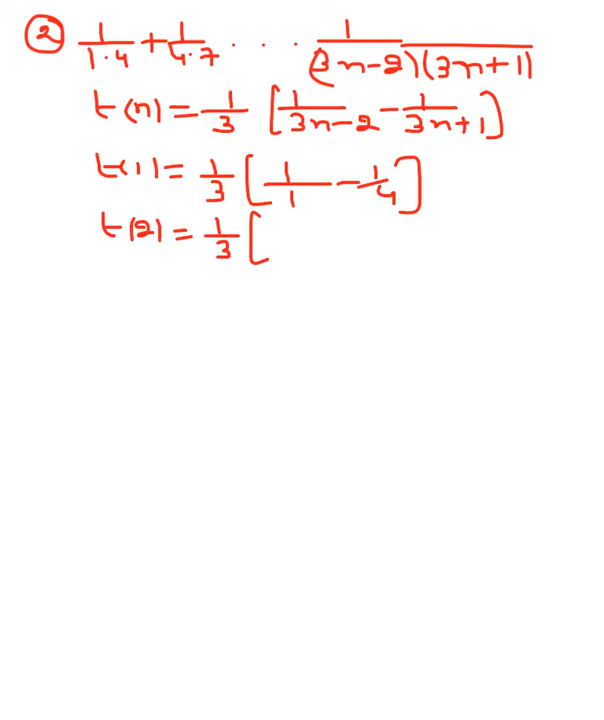 ② 1/(1·4) + 1/(4·7) . . . 1/((3n-2)(3n+1))
t(n) = 1/3 [1/(3n-2) - 1/(3n+1)]
t(1) = 1/3 [1/1 - 1/4]
t(2) = 1/3 [